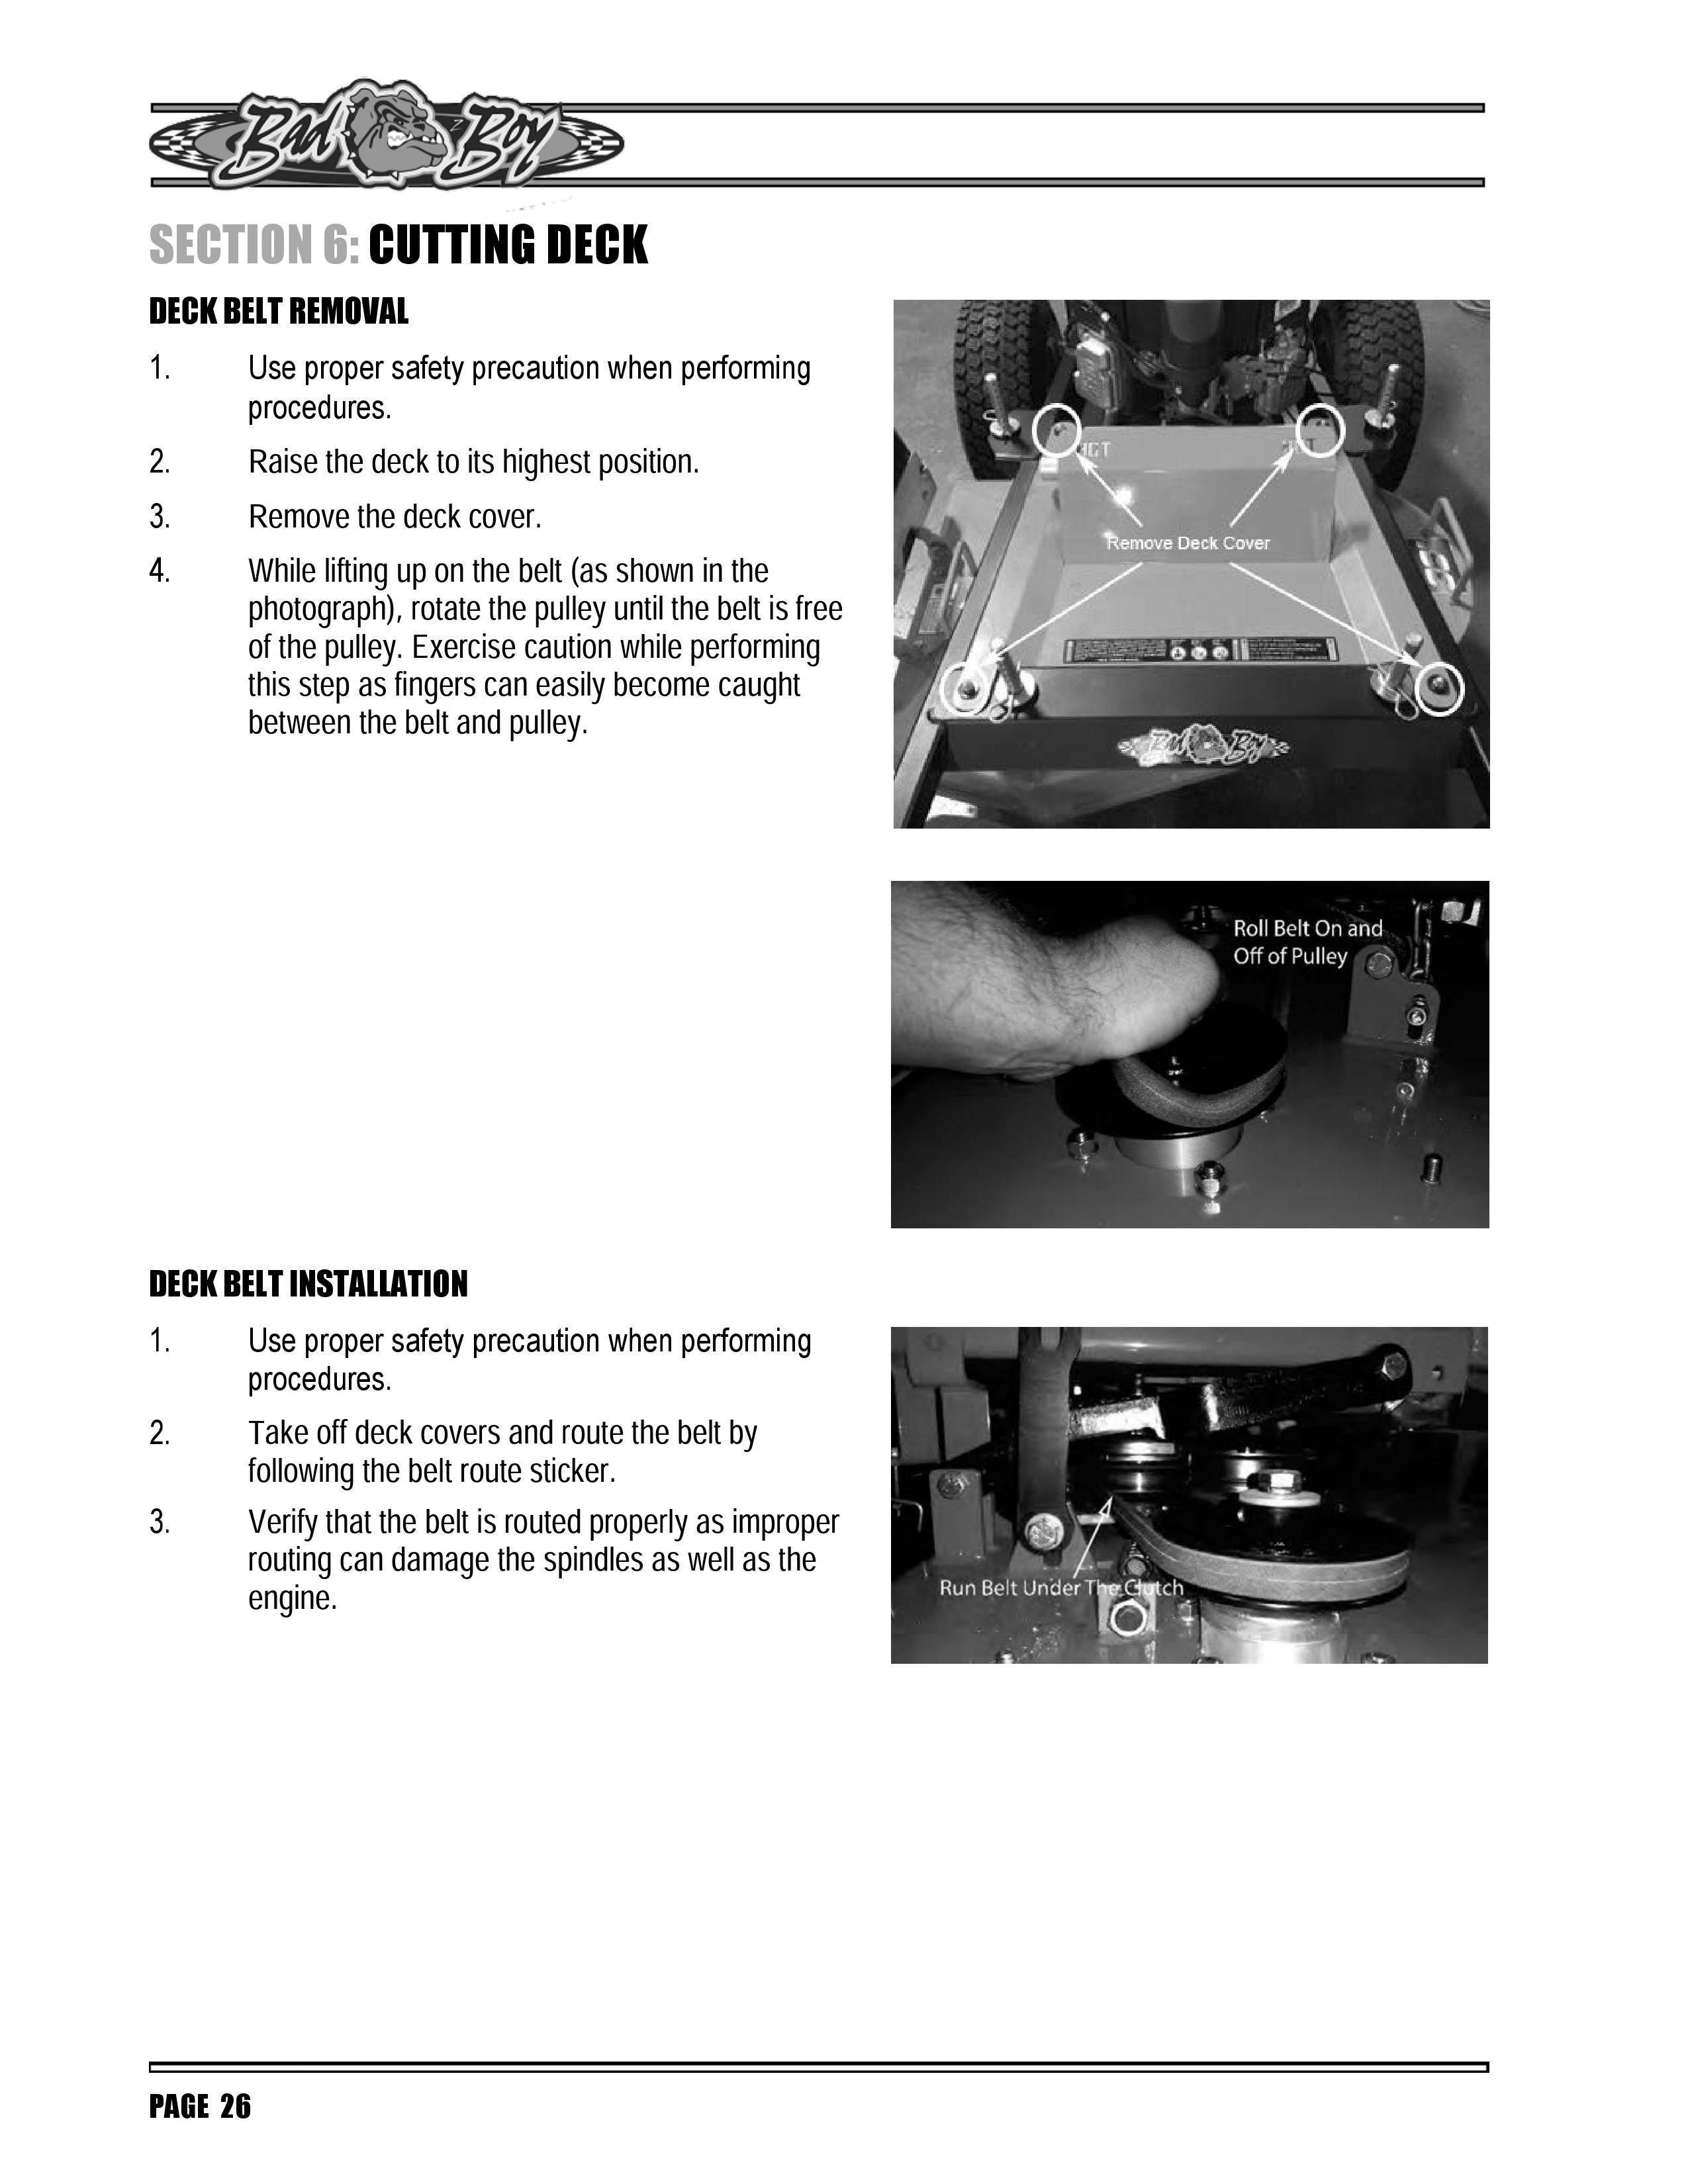 Bad Boy
SECTION 6: CUTTING DECK
DECK BELT REMOVAL
1. Use proper safety precaution when performing
procedures.
2. Raise the deck to its highest position.
3. Remove the deck cover.
4. While lifting up on the belt (as shown in the
photograph), rotate the pulley until the belt is free
of the pulley. Exercise caution while performing
this step as fingers can easily become caught
between the belt and pulley.
Remove Deck Cover
Bad Boy
Roll Belt On and
Off of Pulley
DECK BELT INSTALLATION
1. Use proper safety precaution when performing
procedures.
2. Take off deck covers and route the belt by
following the belt route sticker.
3. Verify that the belt is routed properly as improper
routing can damage the spindles as well as the
engine.
Run Belt Under The Clutch
PAGE 26